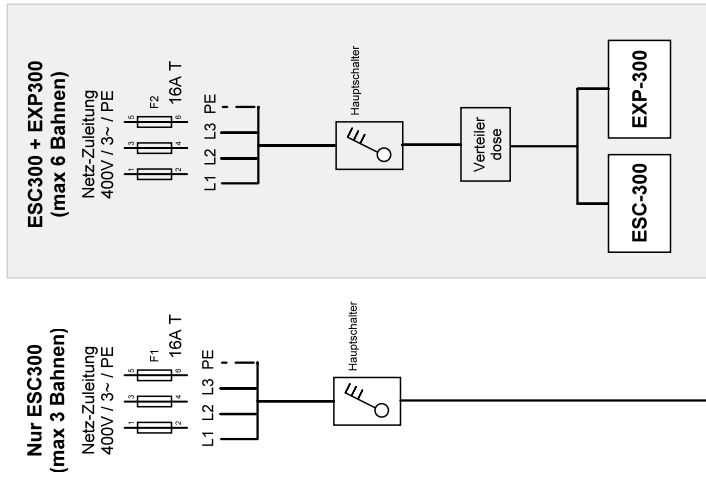 ESC300 + EXP300
(max 6 Bahnen)
Netz-Zuleitung
400V / 3~ / PE
1 3 5
2 4 6
F2
16A T
L1 L2 L3 PE
Hauptschalter
Verteiler
dose
ESC-300
EXP-300
Nur ESC300
(max 3 Bahnen)
Netz-Zuleitung
400V / 3~ / PE
1 3 5
2 4 6
F1
16A T
L1 L2 L3 PE
Hauptschalter